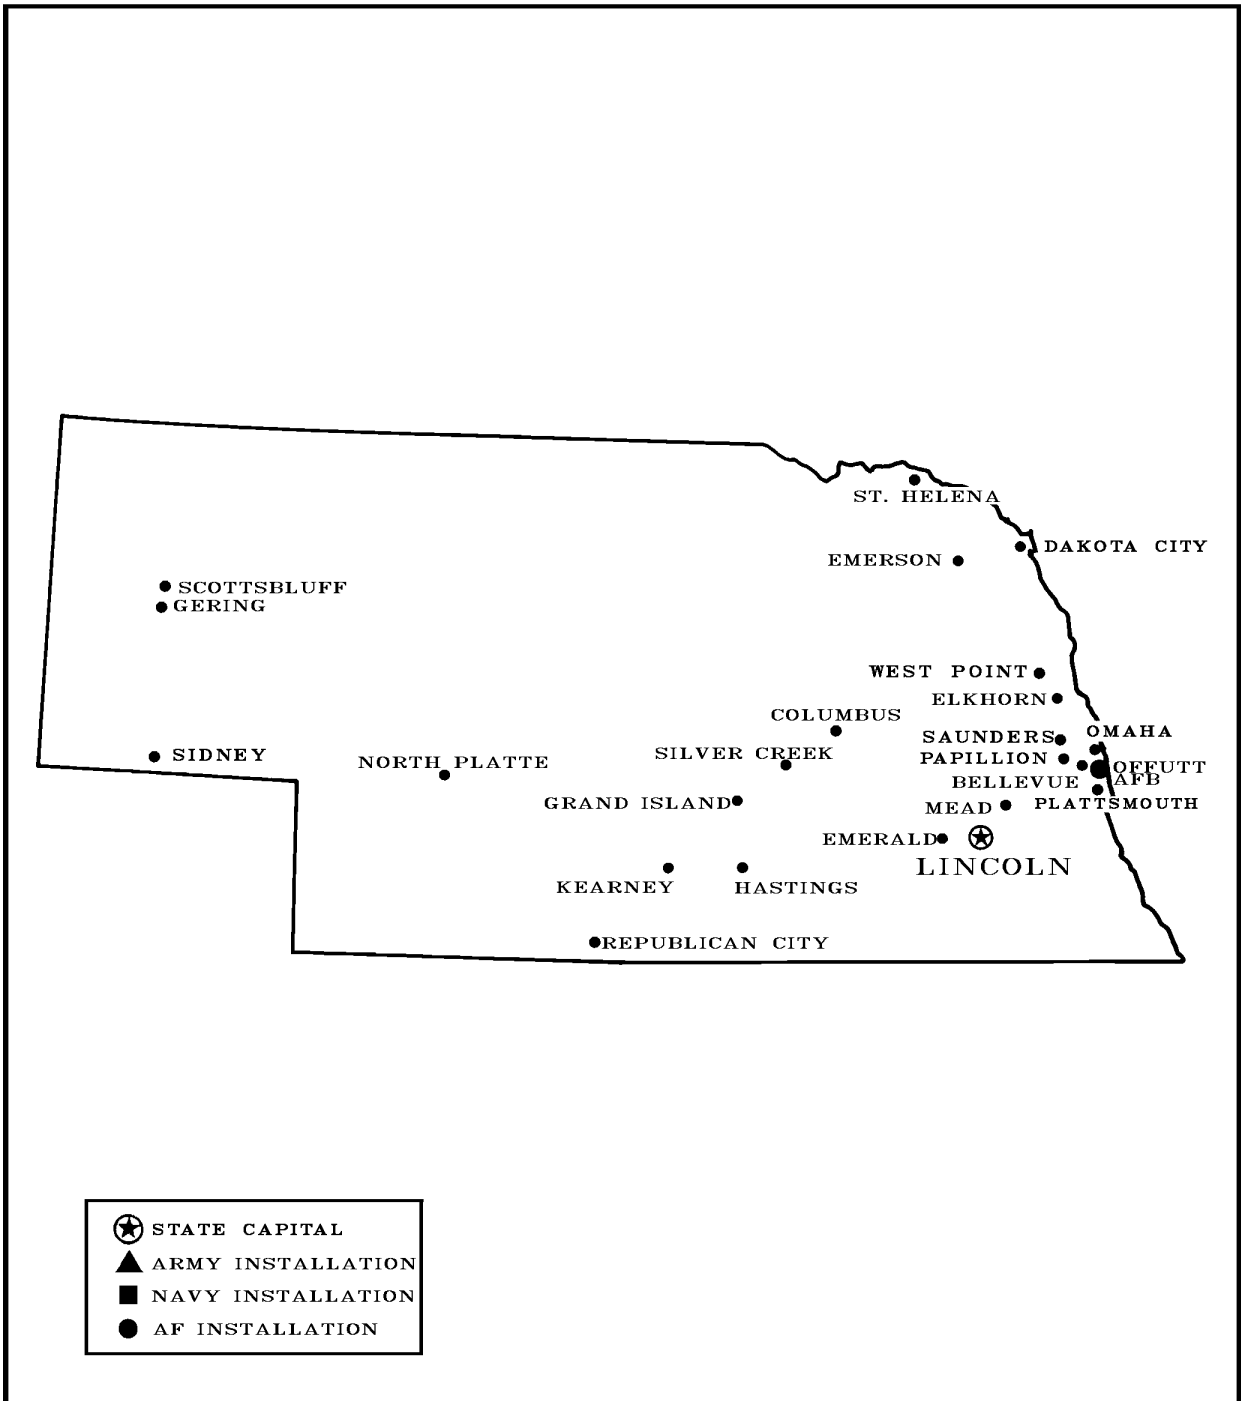 ST. HELENA
DAKOTA CITY
EMERSON
SCOTTSBLUFF
GERING
WEST POINT
ELKHORN
COLUMBUS
OMAHA
SAUNDERS
SILVER CREEK
SIDNEY
PAPILLION
NORTH PLATTE
OFFUTT
AFB
BELLEVUE
GRAND ISLAND
PLATTSMOUTH
MEAD
EMERALD
LINCOLN
KEARNEY
HASTINGS
REPUBLICAN CITY
STATE CAPITAL
ARMY INSTALLATION
NAVY INSTALLATION
AF INSTALLATION